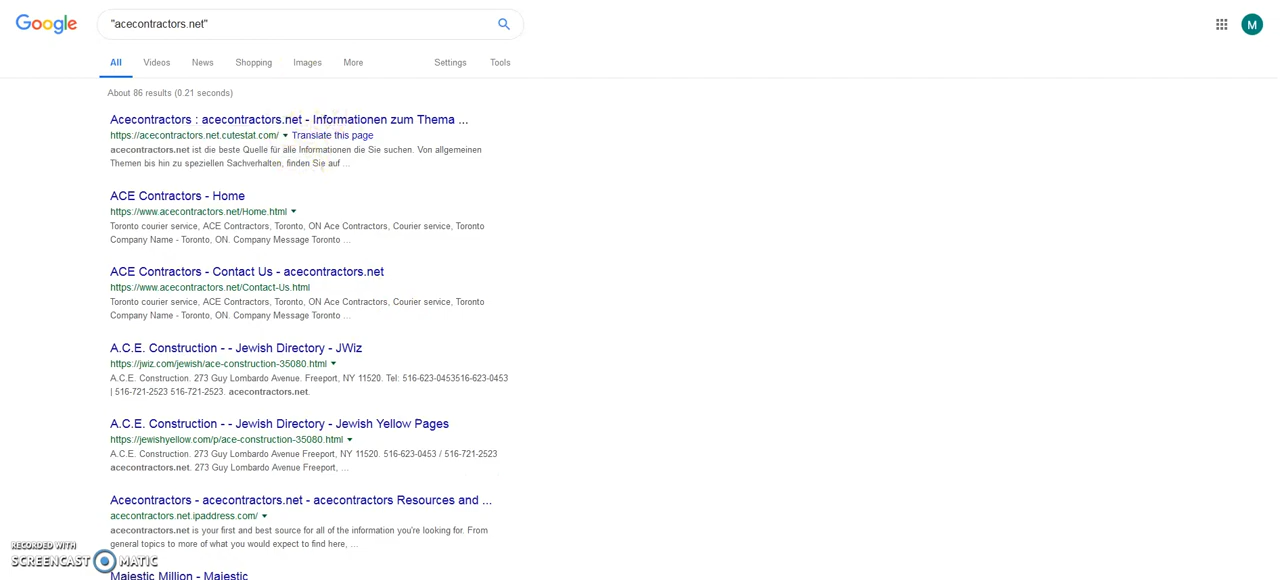 Google
"acecontractors.net"
M
All Videos News Shopping Images More Settings Tools
About 86 results (0.21 seconds)
Acecontractors : acecontractors.net - Informationen zum Thema ...
https://acecontractors.net.cutestat.com/ Translate this page
acecontractors.net ist die beste Quelle für alle Informationen die Sie suchen. Von allgemeinen
Themen bis hin zu speziellen Sachverhalten, finden Sie auf ...
ACE Contractors - Home
https://www.acecontractors.net/Home.html
Toronto courier service, ACE Contractors, Toronto, ON Ace Contractors, Courier service, Toronto
Company Name - Toronto, ON. Company Message Toronto ...
ACE Contractors - Contact Us - acecontractors.net
https://www.acecontractors.net/Contact-Us.html
Toronto courier service, ACE Contractors, Toronto, ON Ace Contractors, Courier service, Toronto
Company Name - Toronto, ON. Company Message Toronto ...
A.C.E. Construction - - Jewish Directory - JWiz
https://jwiz.com/jewish/ace-construction-35080.html
A.C.E. Construction. 273 Guy Lombardo Avenue. Freeport, NY 11520. Tel: 516-623-0453516-623-0453
| 516-721-2523 516-721-2523. acecontractors.net.
A.C.E. Construction - - Jewish Directory - Jewish Yellow Pages
https://jewishyellow.com/p/ace-construction-35080.html
A.C.E. Construction. 273 Guy Lombardo Avenue Freeport, NY 11520. 516-623-0453 / 516-721-2523
acecontractors.net. 273 Guy Lombardo Avenue Freeport, ...
Acecontractors - acecontractors.net - acecontractors Resources and ...
acecontractors.net.ipaddress.com/
acecontractors.net is your first and best source for all of the information you're looking for. From
general topics to more of what you would expect to find here, ...
RECORDED WITH
SCREENCAST MATIC
Majestic Million - Majestic